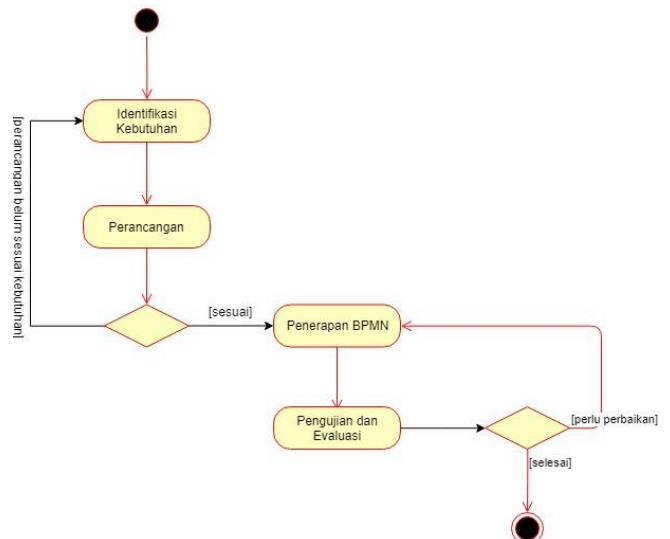 Identifikasi
Kebutuhan
[perancangan belum sesuai kebutuhan]
Perancangan
[sesuai]
Penerapan BPMN
Pengujian dan
Evaluasi
[perlu perbaikan]
[selesai]